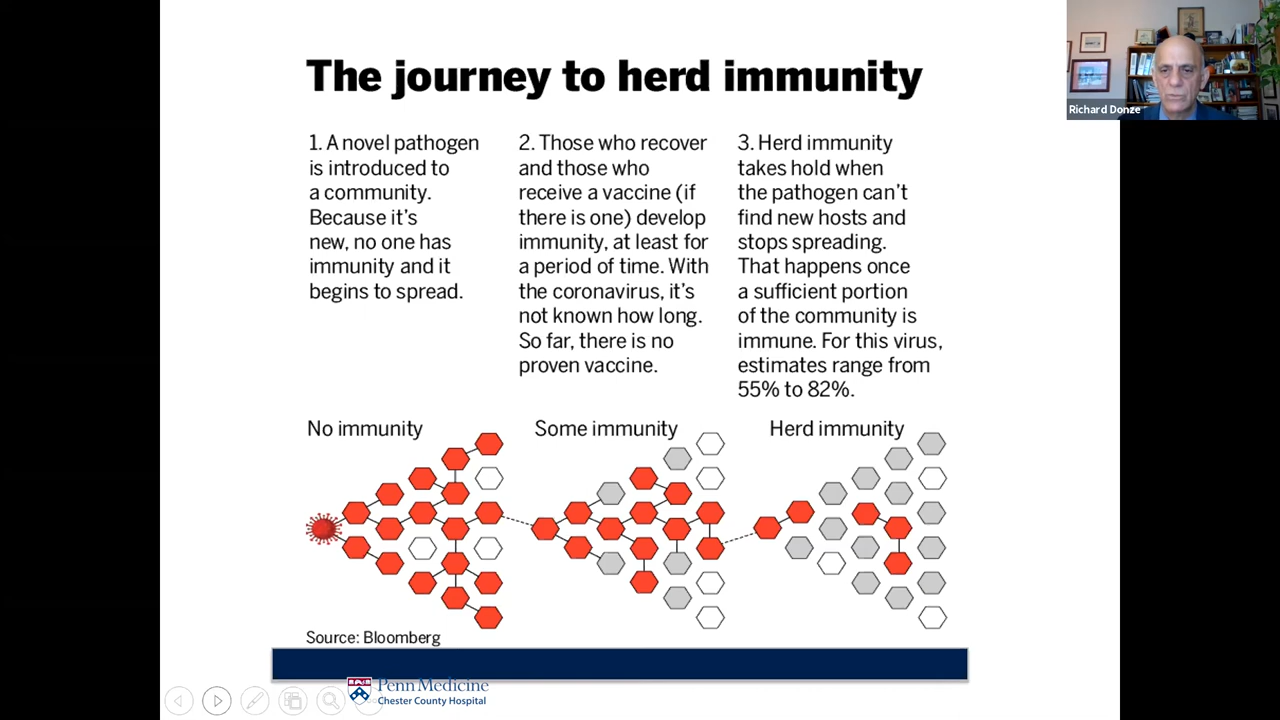 The journey to herd immunity
1. A novel pathogen
is introduced to
a community.
Because it's
new, no one has
immunity and it
begins to spread.
2. Those who recover
and those who
receive a vaccine (if
there is one) develop
immunity, at least for
a period of time. With
the coronavirus, it's
not known how long.
So far, there is no
proven vaccine.
3. Herd immunity
takes hold when
the pathogen can't
find new hosts and
stops spreading.
That happens once
a sufficient portion
of the community is
immune. For this virus,
estimates range from
55% to 82%.
No immunity
Some immunity
Herd immunity
Source: Bloomberg
Penn Medicine
Chester County Hospital
Richard Donze